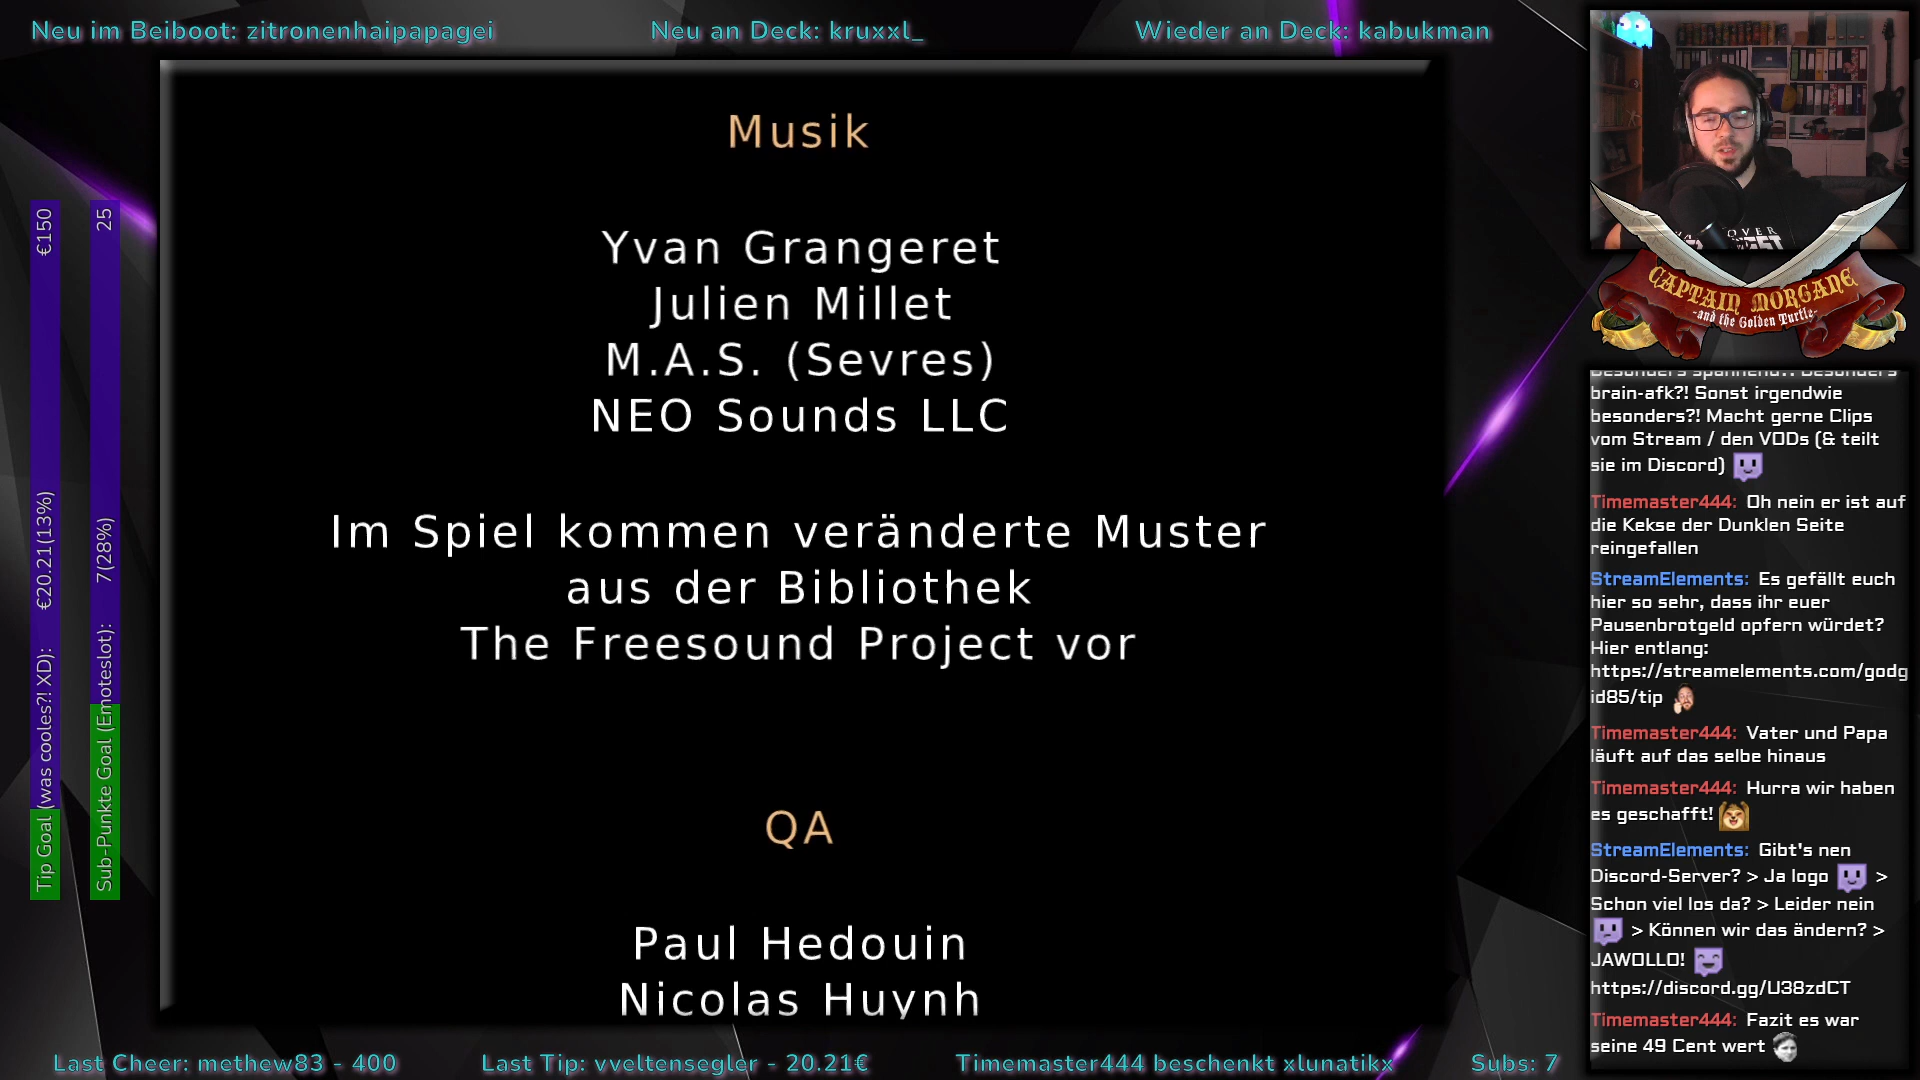 Neu im Beiboot: zitronenhaipapagei
Neu an Deck: kruxxl_
Wieder an Deck: kabukman
Musik
Yvan Grangeret
Julien Millet
M.A.S. (Sevres)
NEO Sounds LLC
Im Spiel kommen veränderte Muster
aus der Bibliothek
The Freesound Project vor
QA
Paul Hedouin
Nicolas Huynh
Tip Goal (was cooles?! XD): €20.21(13%) €150
Sub-Punkte Goal (Emoteslot): 7(28%) 25
CAPTAIN MORGANE
-and the Golden Turtle-
Besonders spannend?! Besonders
brain-afk?! Sonst irgendwie
besonders?! Macht gerne Clips
vom Stream / den VODs (& teilt
sie im Discord)
Timemaster444: Oh nein er ist auf
die Kekse der Dunklen Seite
reingefallen
StreamElements: Es gefällt euch
hier so sehr, dass ihr euer
Pausenbrotgeld opfern würdet?
Hier entlang:
https://streamelements.com/godg
id85/tip
Timemaster444: Vater und Papa
läuft auf das selbe hinaus
Timemaster444: Hurra wir haben
es geschafft!
StreamElements: Gibt's nen
Discord-Server? > Ja logo >
Schon viel los da? > Leider nein
> Können wir das ändern? >
JAWOLLO!
https://discord.gg/U38zdCT
Timemaster444: Fazit es war
seine 49 Cent wert
Last Cheer: methew83 - 400
Last Tip: vveltensegler - 20.21€
Timemaster444 beschenkt xlunatikx
Subs: 7